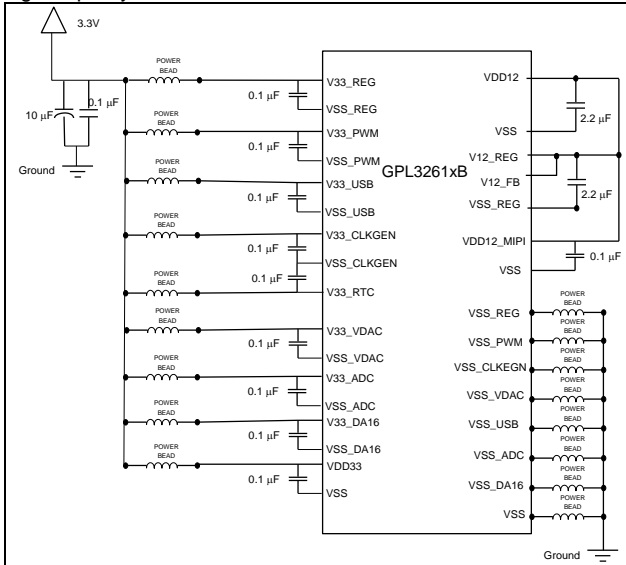 3.3V
10 µF
0.1 µF
Ground
POWER
BEAD
POWER
BEAD
POWER
BEAD
POWER
BEAD
POWER
BEAD
POWER
BEAD
POWER
BEAD
POWER
BEAD
POWER
BEAD
0.1 µF
0.1 µF
0.1 µF
0.1 µF
0.1 µF
0.1 µF
0.1 µF
0.1 µF
0.1 µF
V33_REG
VSS_REG
V33_PWM
VSS_PWM
V33_USB
VSS_USB
V33_CLKGEN
VSS_CLKGEN
V33_RTC
V33_VDAC
VSS_VDAC
V33_ADC
VSS_ADC
V33_DA16
VSS_DA16
VDD33
VSS
GPL3261xB
VDD12
VSS
V12_REG
V12_FB
VSS_REG
VDD12_MIPI
VSS
2.2 µF
2.2 µF
0.1 µF
VSS_REG
VSS_PWM
VSS_CLKEGN
VSS_VDAC
VSS_USB
VSS_ADC
VSS_DA16
VSS
POWER
BEAD
POWER
BEAD
POWER
BEAD
POWER
BEAD
POWER
BEAD
POWER
BEAD
POWER
BEAD
POWER
BEAD
Ground